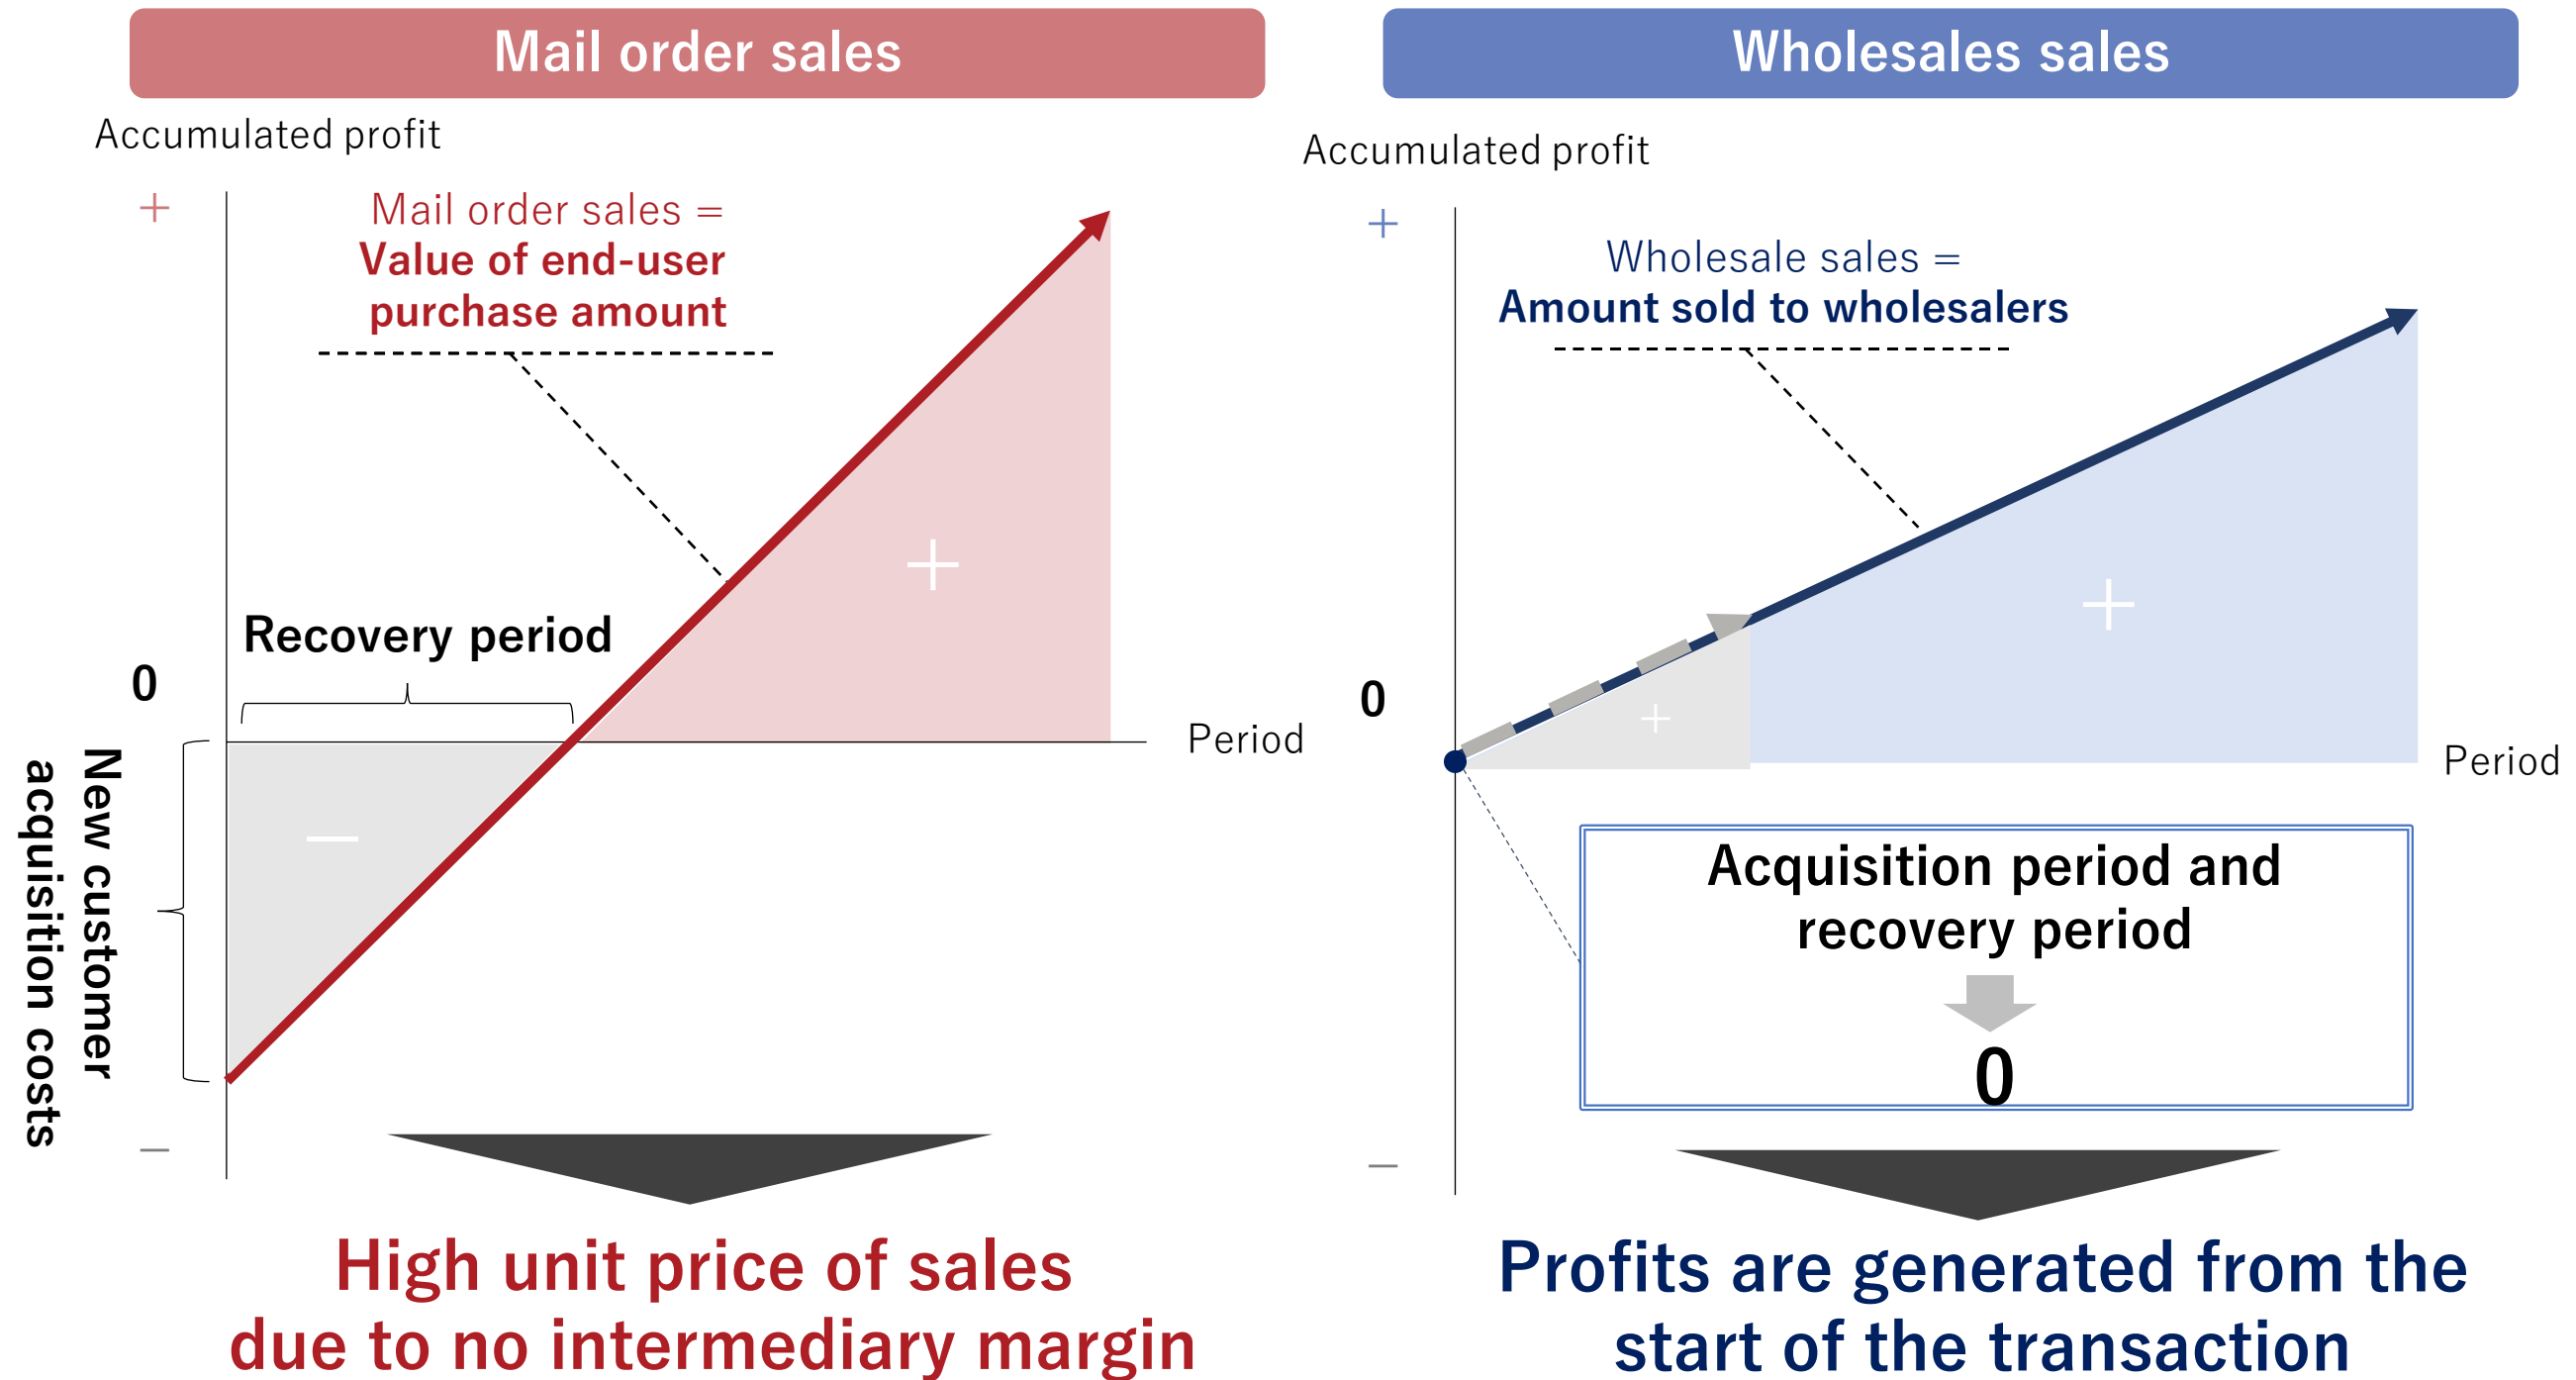 Mail order sales
Accumulated profit
+
Mail order sales =
Value of end-user
purchase amount
+
Recovery period
0
Period
New customer
acquisition costs
−
−
High unit price of sales
due to no intermediary margin
Wholesales sales
Accumulated profit
+
Wholesale sales =
Amount sold to wholesalers
+
+
0
Period
Acquisition period and
recovery period
0
−
Profits are generated from the
start of the transaction